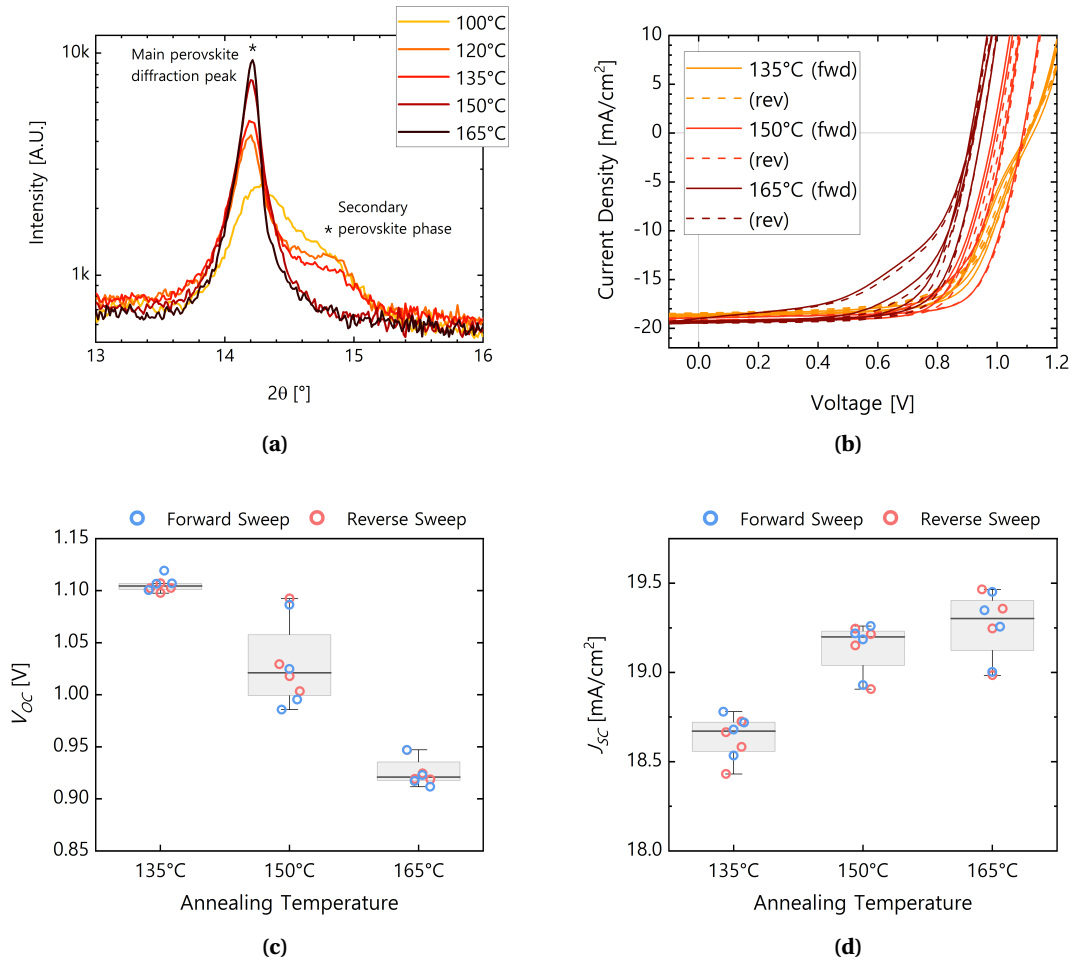 10k
1k
Intensity [A.U.]
Main perovskite
diffraction peak
*
100°C
120°C
135°C
150°C
165°C
Secondary
* perovskite phase
13 14 15 16
2θ [°]
(a)
10
5
0
-5
-10
-15
-20
Current Density [mA/cm²]
135°C (fwd)
(rev)
150°C (fwd)
(rev)
165°C (fwd)
(rev)
0.0 0.2 0.4 0.6 0.8 1.0 1.2
Voltage [V]
(b)
Forward Sweep Reverse Sweep
1.15
1.10
1.05
1.00
0.95
0.90
0.85
V_OC [V]
135°C 150°C 165°C
Annealing Temperature
(c)
Forward Sweep Reverse Sweep
19.5
19.0
18.5
18.0
J_SC [mA/cm²]
135°C 150°C 165°C
Annealing Temperature
(d)